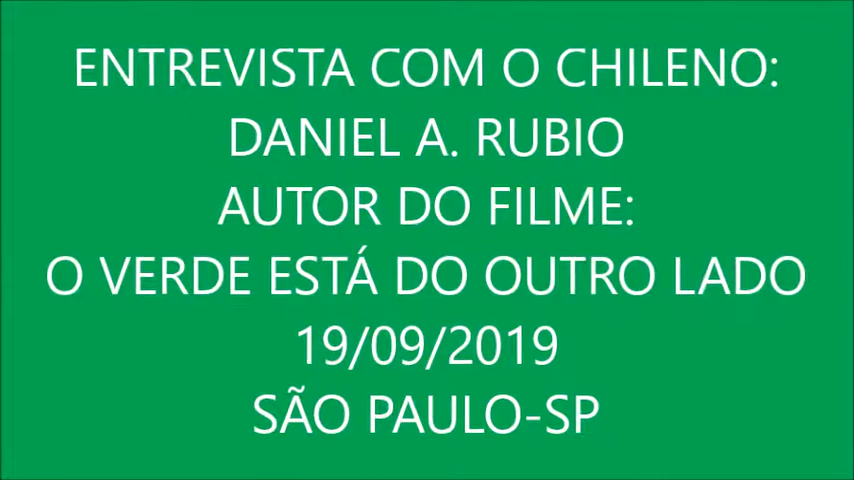 ENTREVISTA COM O CHILENO:
DANIEL A. RUBIO
AUTOR DO FILME:
O VERDE ESTÁ DO OUTRO LADO
19/09/2019
SÃO PAULO-SP